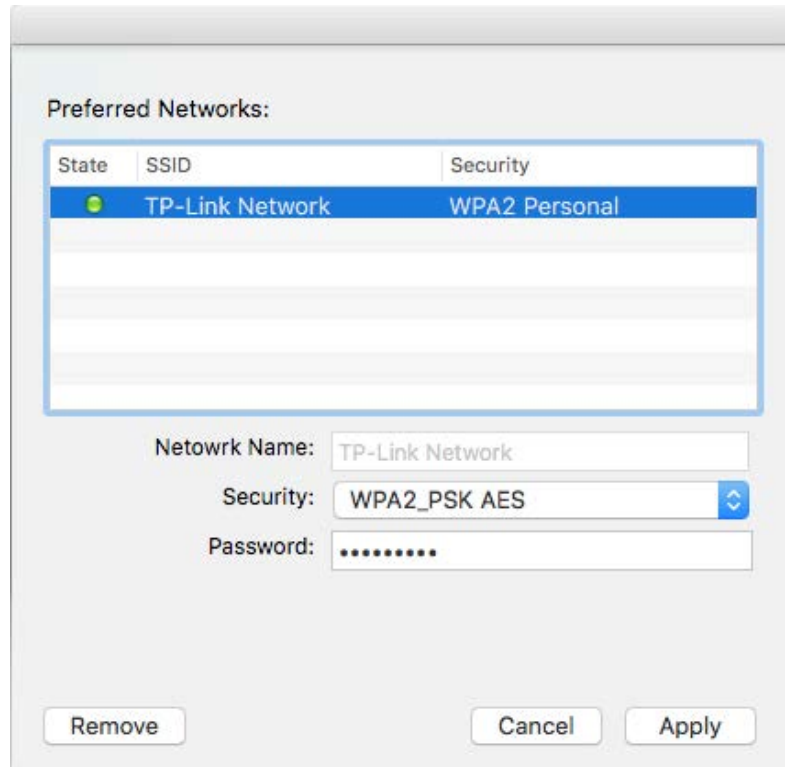 Preferred Networks:
State SSID Security
TP-Link Network WPA2 Personal
Netowrk Name: TP-Link Network
Security: WPA2_PSK AES
Password: •••••••••
Remove Cancel Apply